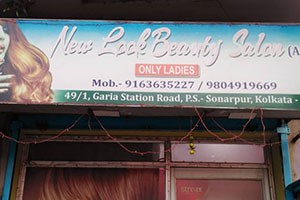 New Look Beauty Salon (A
ONLY LADIES
Mob.- 9163635227 / 9804919669
49/1, Garia Station Road, P.S.- Sonarpur, Kolkata -